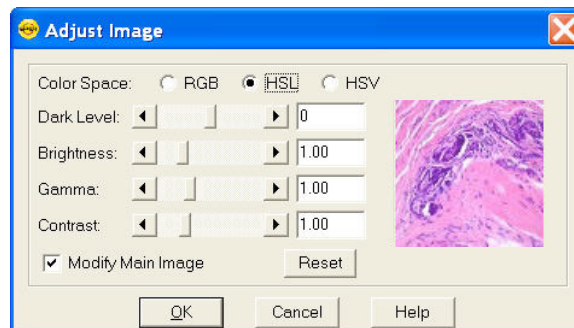 Adjust Image
Color Space: RGB HSL HSV
Dark Level: 0
Brightness: 1.00
Gamma: 1.00
Contrast: 1.00
Modify Main Image Reset
OK Cancel Help